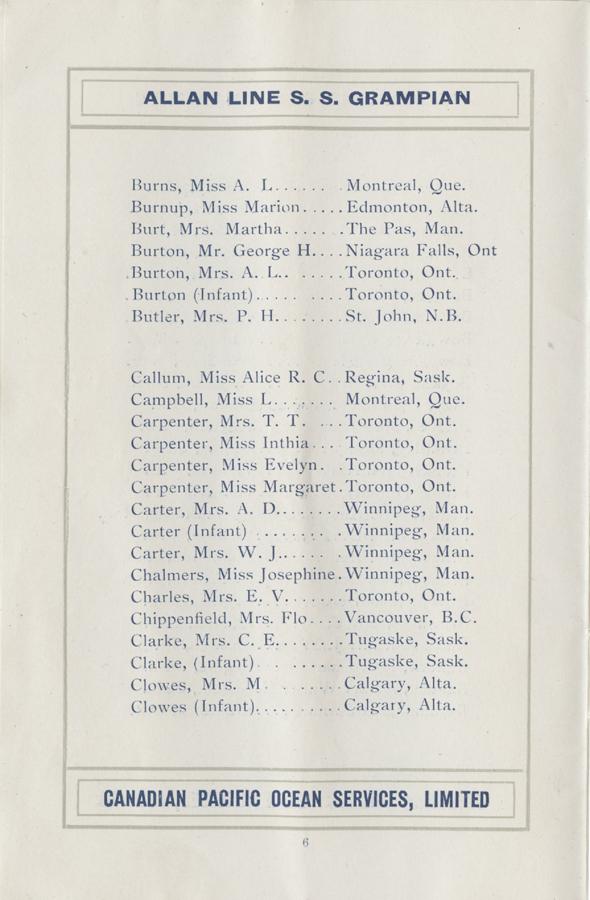 ALLAN LINE S. S. GRAMPIAN
Burns, Miss A. L...... .Montreal, Que.
Burnup, Miss Marion.....Edmonton, Alta.
Burt, Mrs. Martha...... .The Pas, Man.
Burton, Mr. George H....Niagara Falls, Ont
Burton, Mrs. A. L.. .....Toronto, Ont.
Burton (Infant)..... ....Toronto, Ont.
Butler, Mrs. P. H........St. John, N.B.
Callum, Miss Alice R. C..Regina, Sask.
Campbell, Miss L....... Montreal, Que.
Carpenter, Mrs. T. T. ...Toronto, Ont.
Carpenter, Miss Inthia... Toronto, Ont.
Carpenter, Miss Evelyn. .Toronto, Ont.
Carpenter, Miss Margaret.Toronto, Ont.
Carter, Mrs. A. D........Winnipeg, Man.
Carter (Infant) ....... .Winnipeg, Man.
Carter, Mrs. W. J...... .Winnipeg, Man.
Chalmers, Miss Josephine.Winnipeg, Man.
Charles, Mrs. E. V.......Toronto, Ont.
Chippenfield, Mrs. Flo....Vancouver, B.C.
Clarke, Mrs. C. E........Tugaske, Sask.
Clarke, (Infant). . ......Tugaske, Sask.
Clowes, Mrs. M. .......Calgary, Alta.
Clowes (Infant)..........Calgary, Alta.
CANADIAN PACIFIC OCEAN SERVICES, LIMITED
6